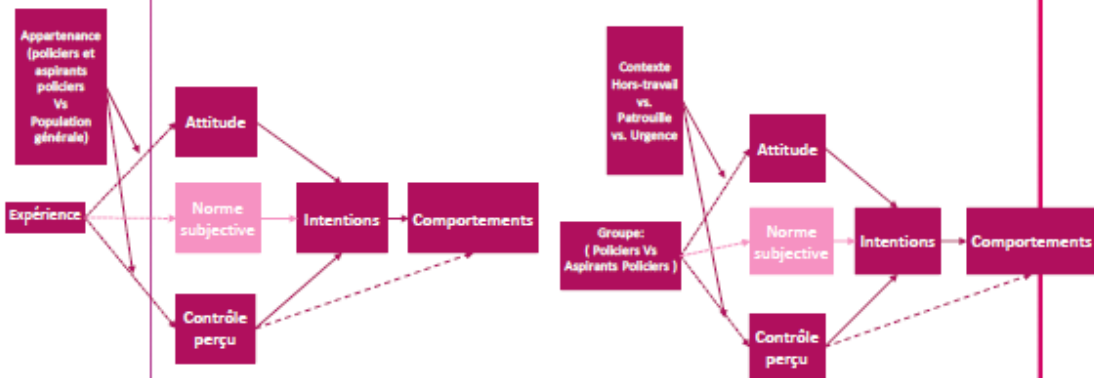 Appartenance
(policiers et
aspirants
policiers
Vs
Population
générale)
Expérience
Attitude
Norme
subjective
Contrôle
perçu
Intentions
Comportements
Contexte
Hors-travail
vs.
Patrouille
vs. Urgence
Groupe:
( Policiers Vs
Aspirants Policiers )
Attitude
Norme
subjective
Contrôle
perçu
Intentions
Comportements